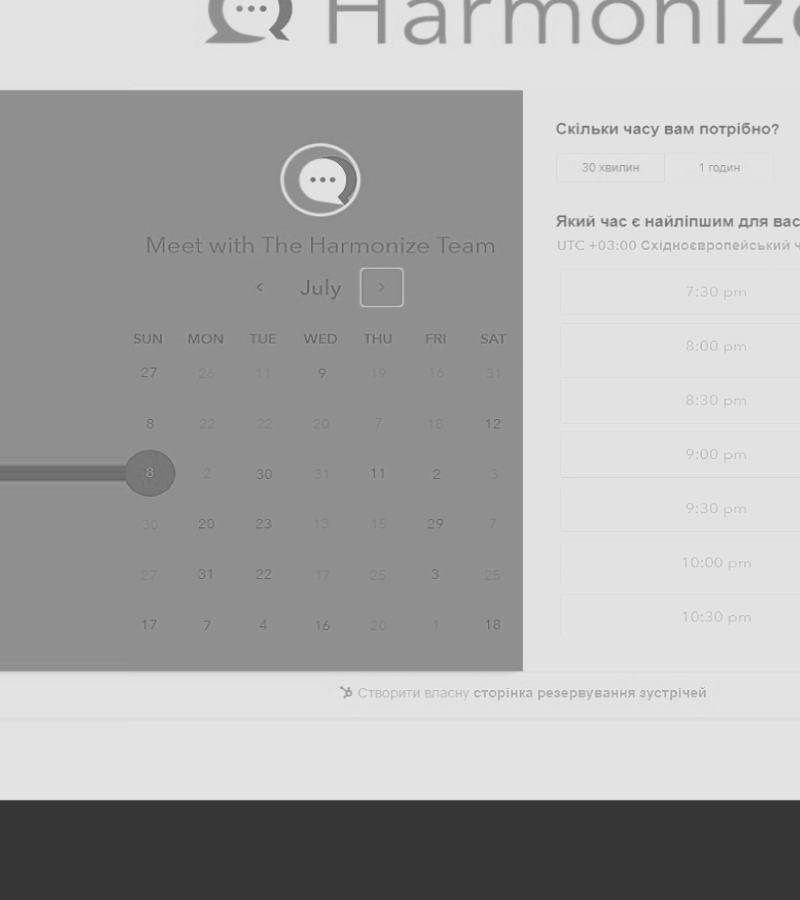 Harmonize
Meet with The Harmonize Team
July
SUN MON TUE WED THU FRI SAT
27 26 11 9 19 16 31
8 22 22 20 7 18 12
8 2 30 31 11 2 3
30 20 23 13 15 29 7
27 31 22 17 25 3 25
17 7 4 16 20 1 18
Скільки часу вам потрібно?
30 хвилин 1 годин
Який час є найліпшим для вас
UTC +03:00 Східноєвропейський ч
7:30 pm
8:00 pm
8:30 pm
9:00 pm
9:30 pm
10:00 pm
10:30 pm
Створити власну сторінка резервування зустрічей